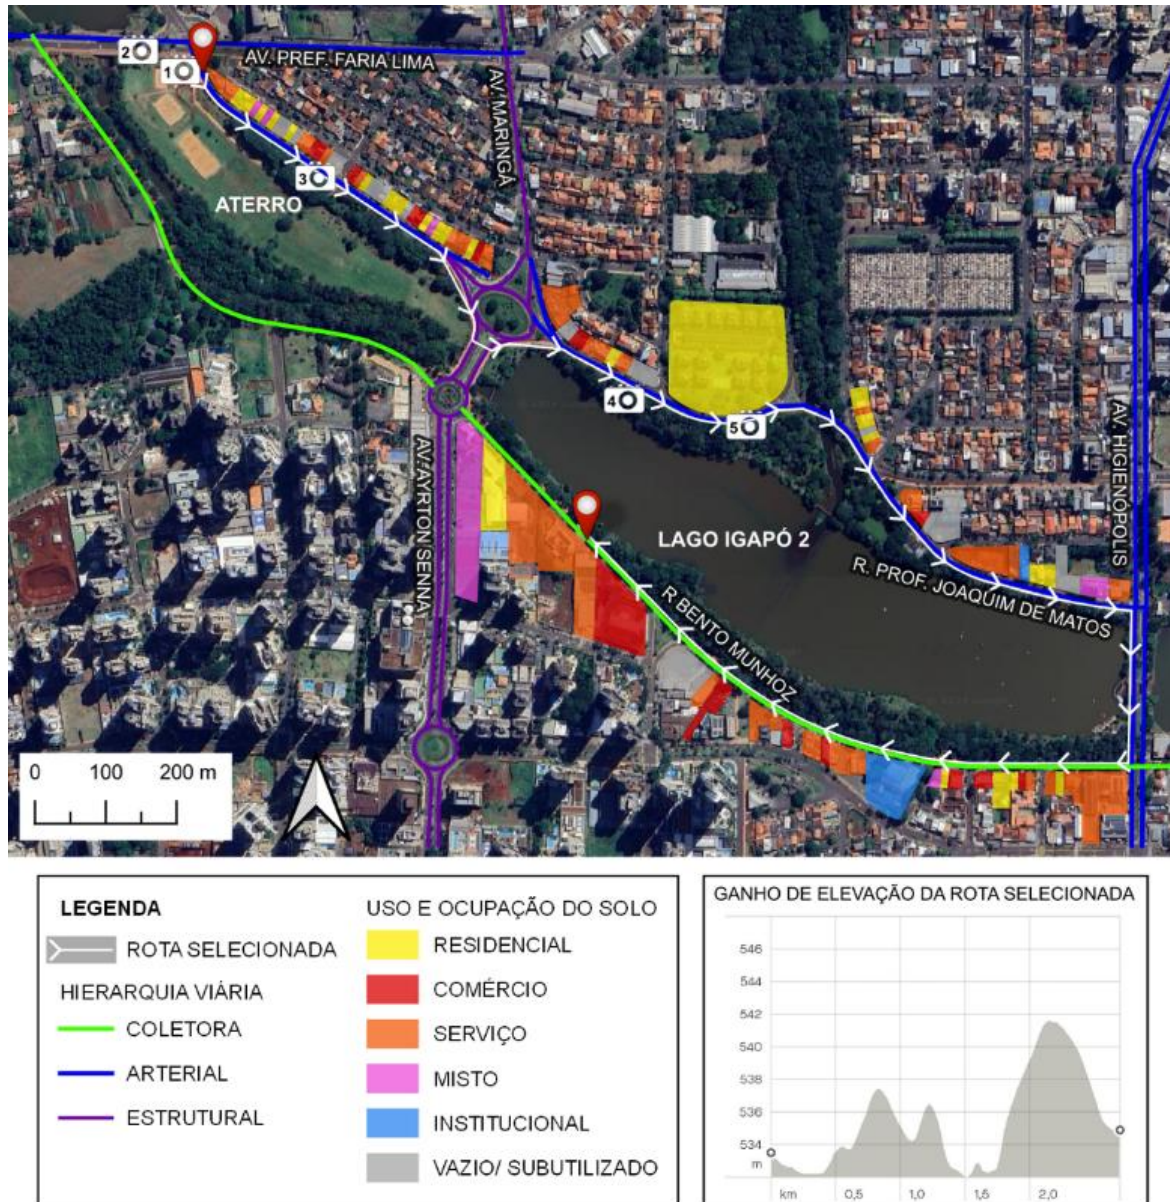 2
1
AV. PREF. FARIA LIMA
AV. MARINGÁ
3
ATERRO
4
5
AV. AYRTON SENNA
LAGO IGAPÓ 2
AV. HIGIENÓPOLIS
R. PROF. JOAQUIM DE MATOS
R BENTO MUNHOZ
0 100 200 m
LEGENDA
ROTA SELECIONADA
HIERARQUIA VIÁRIA
COLETORA
ARTERIAL
ESTRUTURAL
USO E OCUPAÇÃO DO SOLO
RESIDENCIAL
COMÉRCIO
SERVIÇO
MISTO
INSTITUCIONAL
VAZIO/ SUBUTILIZADO
GANHO DE ELEVAÇÃO DA ROTA SELECIONADA
546
544
542
540
538
536
534
m
km 0,5 1,0 1,5 2,0